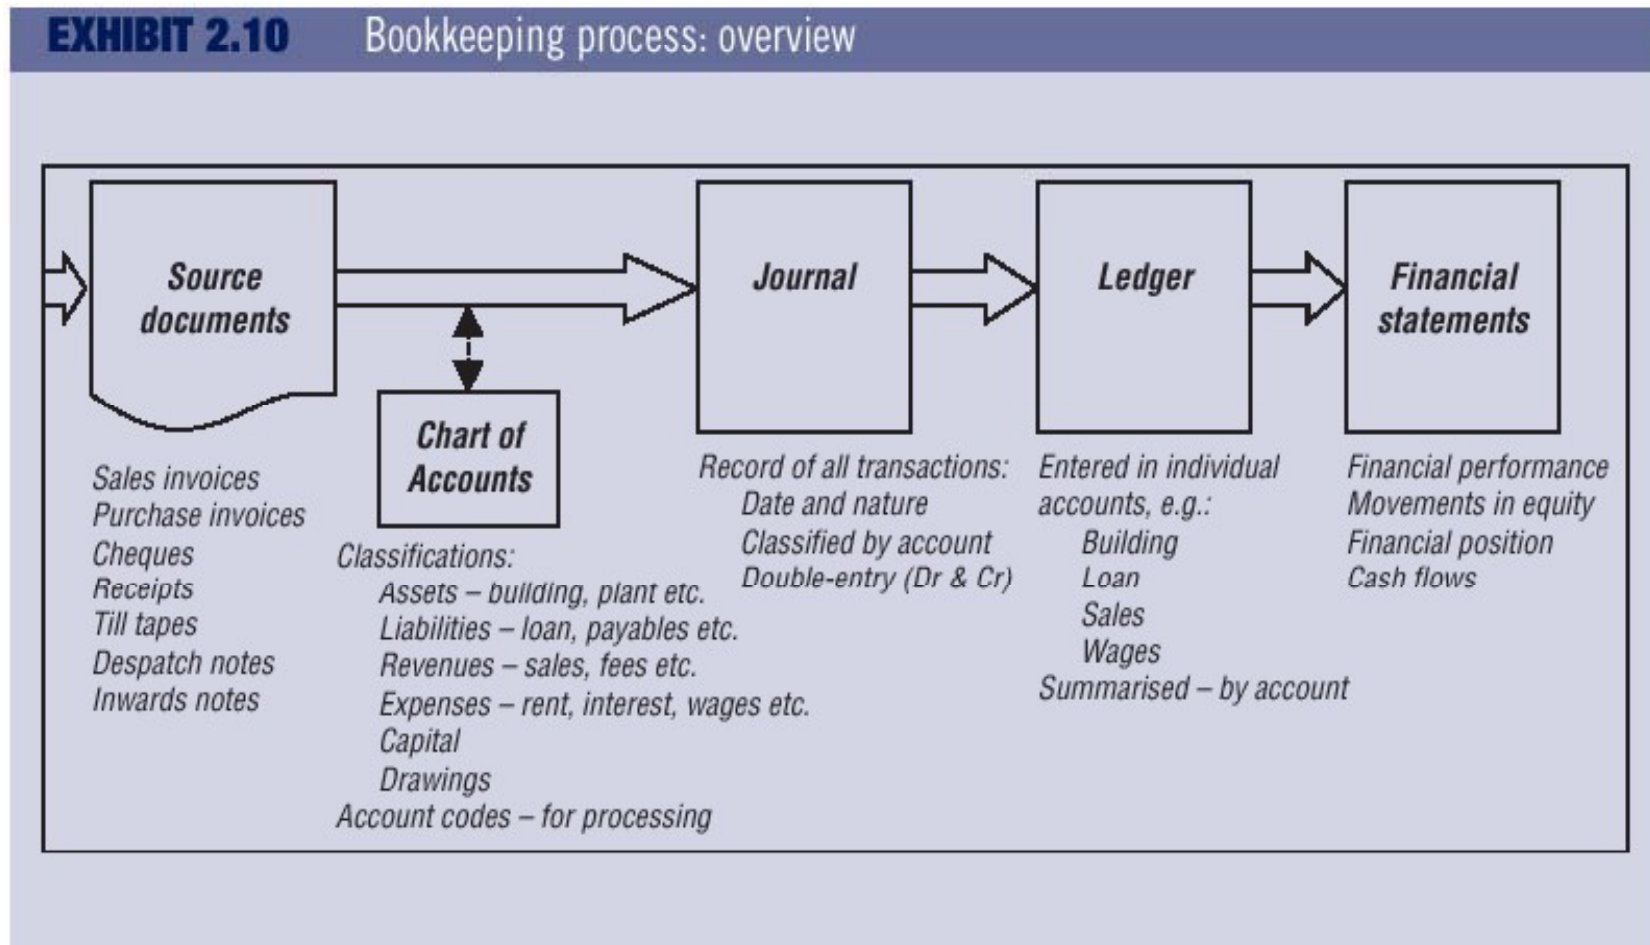 EXHIBIT 2.10 Bookkeeping process: overview
Source
documents
Sales invoices
Purchase invoices
Cheques
Receipts
Till tapes
Despatch notes
Inwards notes
Chart of
Accounts
Classifications:
Assets – building, plant etc.
Liabilities – loan, payables etc.
Revenues – sales, fees etc.
Expenses – rent, interest, wages etc.
Capital
Drawings
Account codes – for processing
Journal
Record of all transactions:
Date and nature
Classified by account
Double-entry (Dr & Cr)
Ledger
Entered in individual
accounts, e.g.:
Building
Loan
Sales
Wages
Summarised – by account
Financial
statements
Financial performance
Movements in equity
Financial position
Cash flows